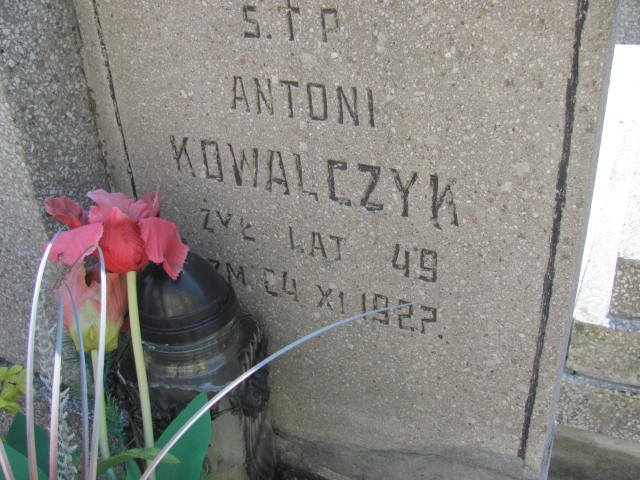 S.†P
ANTONI
KOWALCZYK
ŻYŁ LAT 49
ZM. 24 XI 1927.